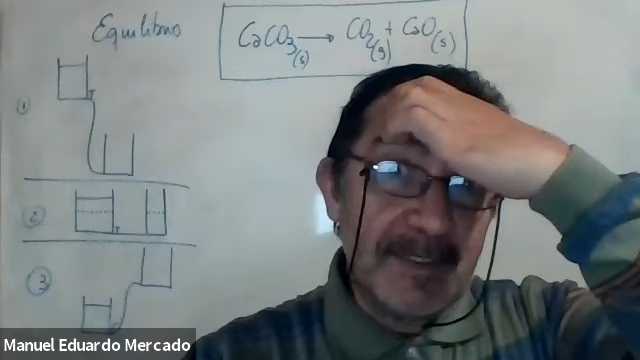 Equilibrio
CaCO₃(s) → CO₂(g) + CaO(s)
①
②
③
Manuel Eduardo Mercado